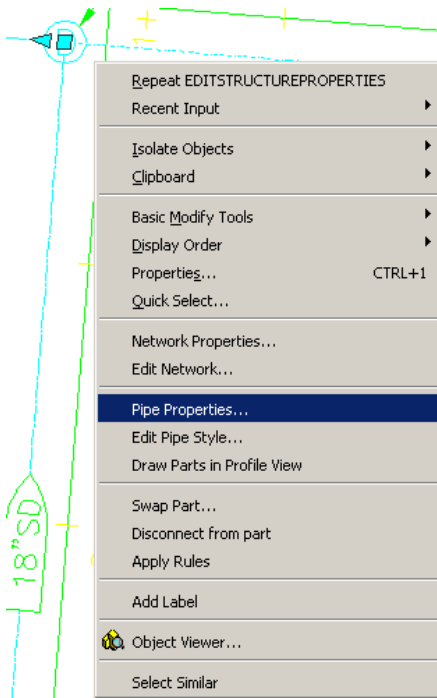 Repeat EDITSTRUCTUREPROPERTIES
Recent Input
Isolate Objects
Clipboard
Basic Modify Tools
Display Order
Properties... CTRL+1
Quick Select...
Network Properties...
Edit Network...
Pipe Properties...
Edit Pipe Style...
Draw Parts in Profile View
Swap Part...
Disconnect from part
Apply Rules
Add Label
Object Viewer...
Select Similar
18"SD